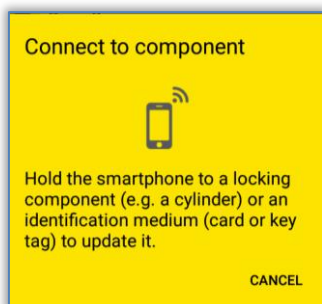 Connect to component
Hold the smartphone to a locking
component (e.g. a cylinder) or an
identification medium (card or key
tag) to update it.
CANCEL